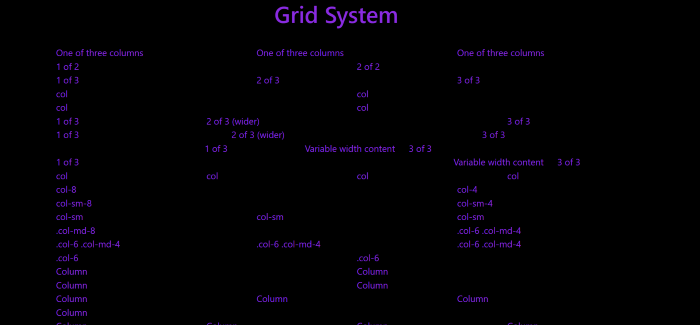 Grid System
One of three columns One of three columns One of three columns
1 of 2 2 of 2
1 of 3 2 of 3 3 of 3
col col
col col
1 of 3 2 of 3 (wider) 3 of 3
1 of 3 2 of 3 (wider) 3 of 3
1 of 3 Variable width content 3 of 3
1 of 3 Variable width content 3 of 3
col col col col
col-8 col-4
col-sm-8 col-sm-4
col-sm col-sm col-sm
.col-md-8 .col-6 .col-md-4
.col-6 .col-md-4 .col-6 .col-md-4 .col-6 .col-md-4
.col-6 .col-6
Column Column
Column Column
Column Column Column
Column
Column Column Column Column